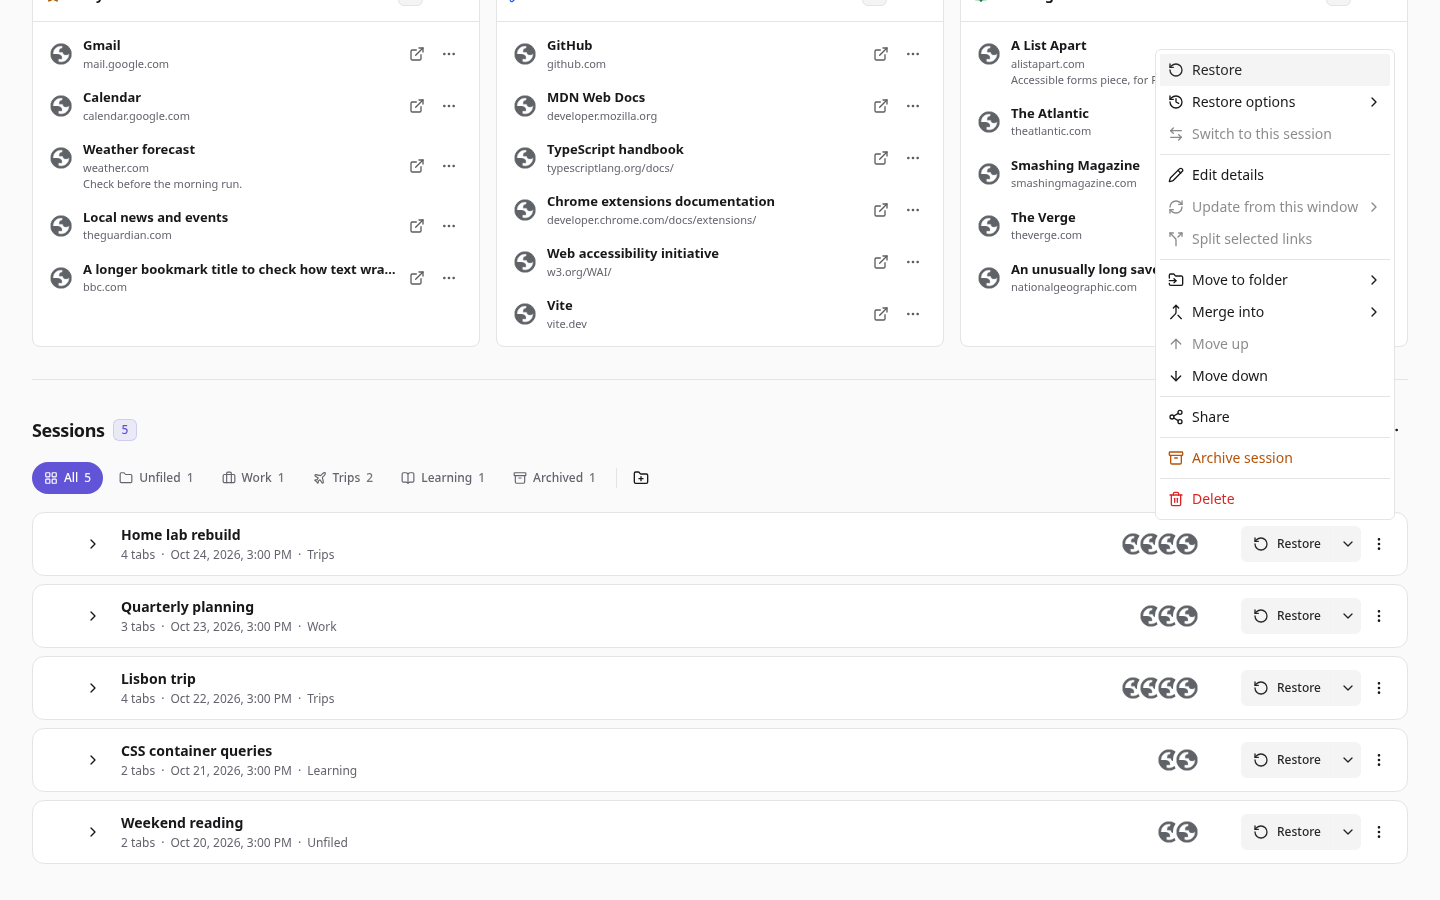 Gmail
mail.google.com
Calendar
calendar.google.com
Weather forecast
weather.com
Check before the morning run.
Local news and events
theguardian.com
A longer bookmark title to check how text wra...
bbc.com
GitHub
github.com
MDN Web Docs
developer.mozilla.org
TypeScript handbook
typescriptlang.org/docs/
Chrome extensions documentation
developer.chrome.com/docs/extensions/
Web accessibility initiative
w3.org/WAI/
Vite
vite.dev
A List Apart
alistapart.com
Accessible forms piece, for
The Atlantic
theatlantic.com
Smashing Magazine
smashingmagazine.com
The Verge
theverge.com
An unusually long
nationalgeographic.com
Restore
Restore options
Switch to this session
Edit details
Update from this window
Split selected links
Move to folder
Merge into
Move up
Move down
Share
Archive session
Delete
Sessions 5
All 5 Unfiled 1 Work 1 Trips 2 Learning 1 Archived 1
Home lab rebuild
4 tabs · Oct 24, 2026, 3:00 PM · Trips
Restore
Quarterly planning
3 tabs · Oct 23, 2026, 3:00 PM · Work
Restore
Lisbon trip
4 tabs · Oct 22, 2026, 3:00 PM · Trips
Restore
CSS container queries
2 tabs · Oct 21, 2026, 3:00 PM · Learning
Restore
Weekend reading
2 tabs · Oct 20, 2026, 3:00 PM · Unfiled
Restore